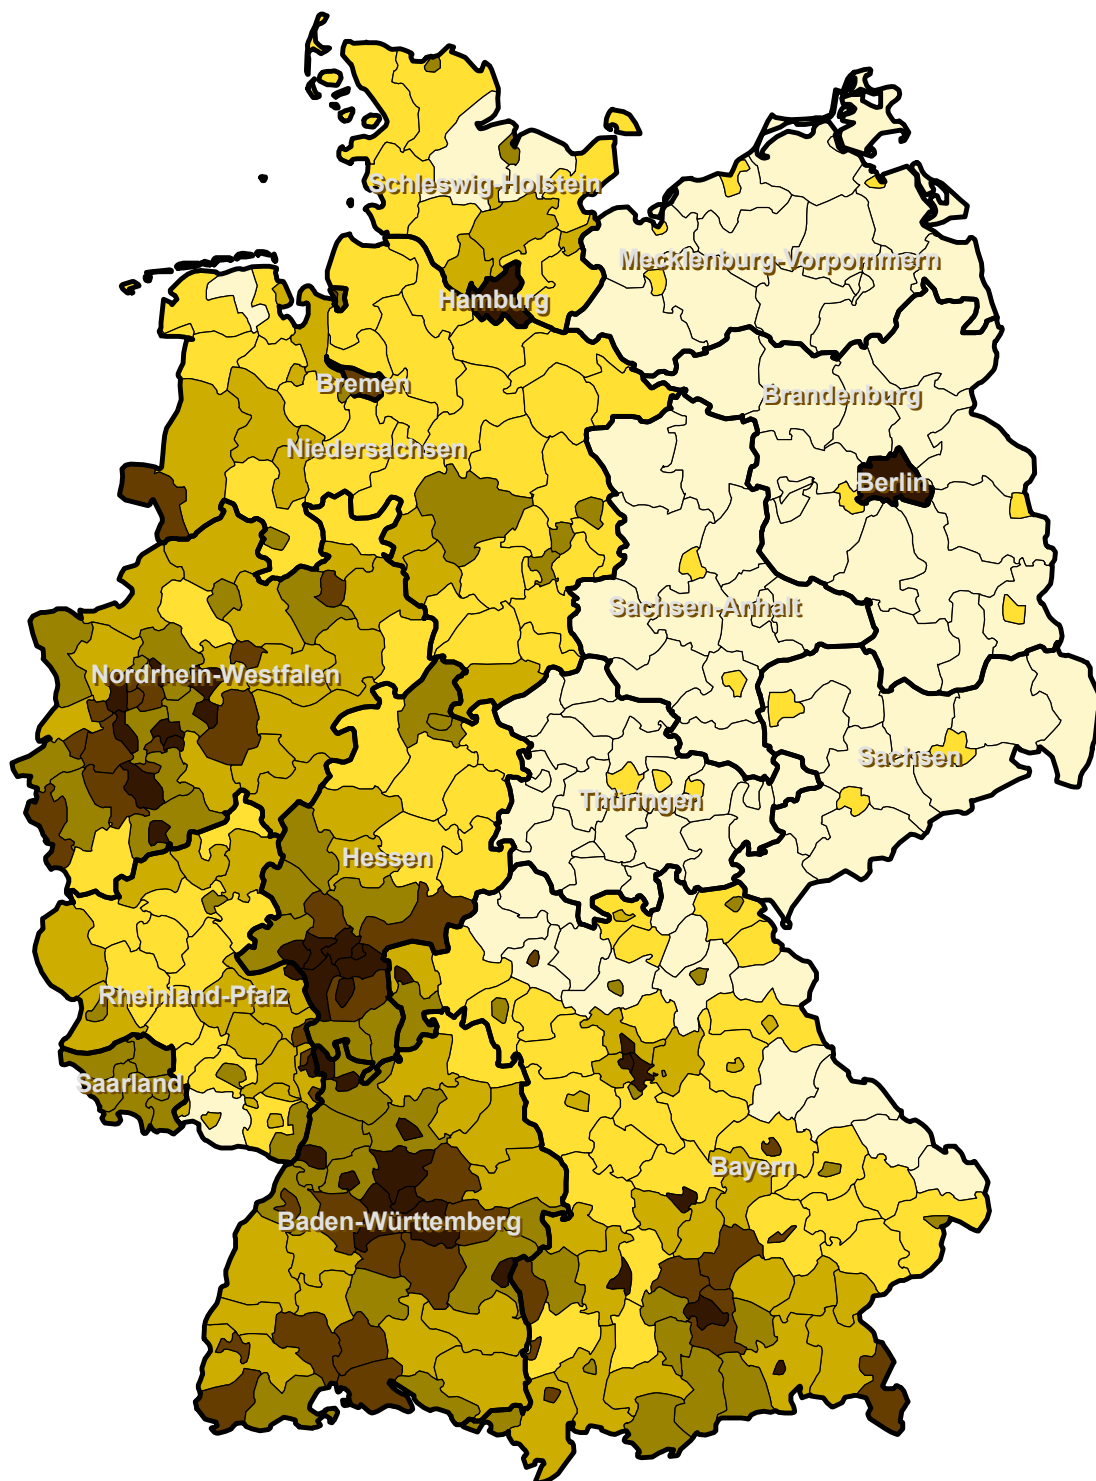 Schleswig-Holstein
Mecklenburg-Vorpommern
Hamburg
Bremen
Brandenburg
Niedersachsen
Berlin
Sachsen-Anhalt
Nordrhein-Westfalen
Sachsen
Thüringen
Hessen
Rheinland-Pfalz
Saarland
Bayern
Baden-Württemberg